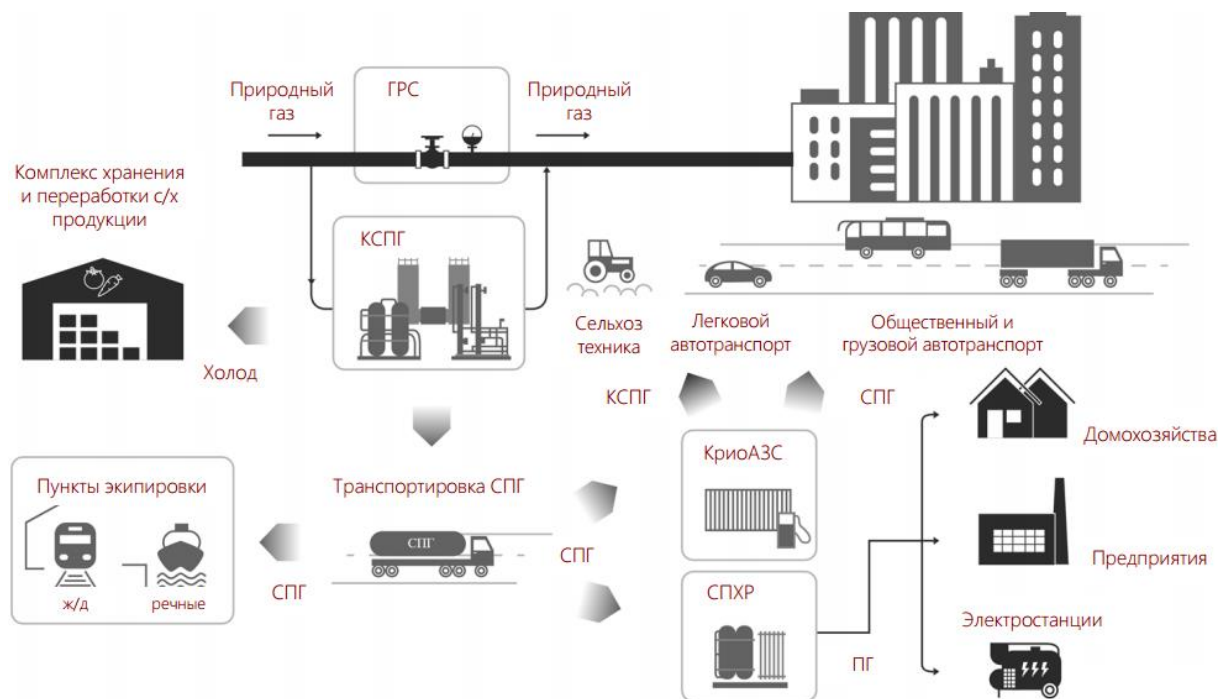 Природный
газ
ГРС
Природный
газ
Комплекс хранения
и переработки с/х
продукции
КСПГ
Холод
Сельхоз
техника
Легковой
автотранспорт
Общественный и
грузовой автотранспорт
КСПГ
СПГ
Домохозяйства
КриоАЗС
Пункты экипировки
ж/д
речные
Транспортировка СПГ
СПГ
СПГ
СПГ
Предприятия
СПХР
ПГ
Электростанции